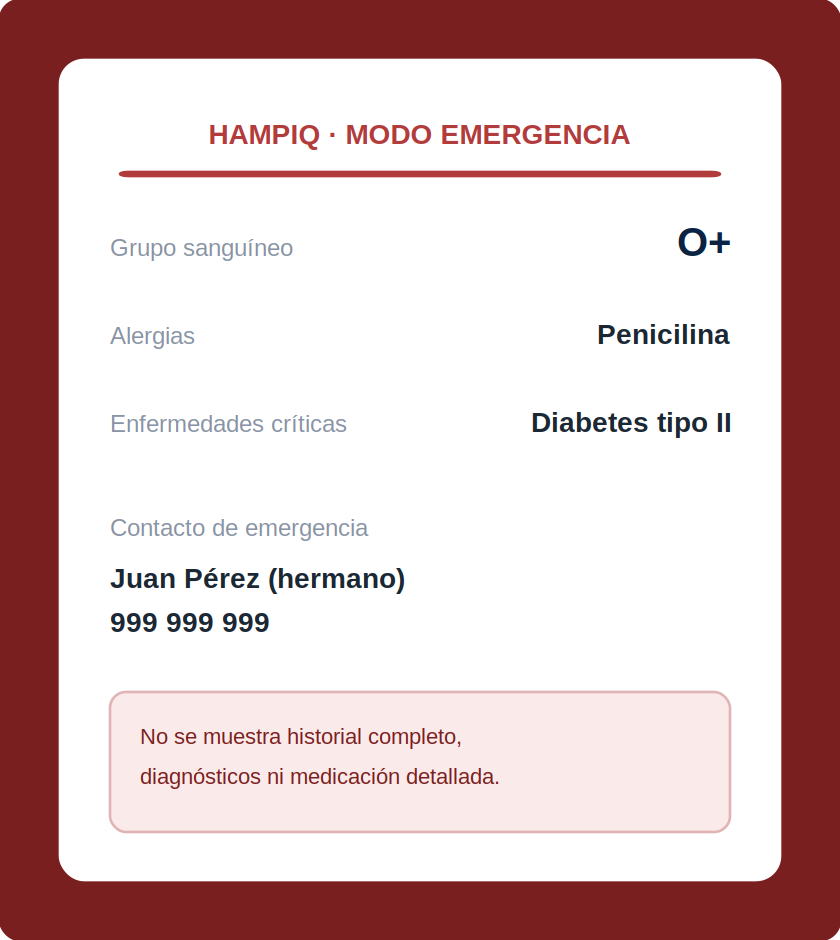 HAMPIQ · MODO EMERGENCIA
Grupo sanguíneo O+
Alergias Penicilina
Enfermedades críticas Diabetes tipo II
Contacto de emergencia
Juan Pérez (hermano)
999 999 999
No se muestra historial completo,
diagnósticos ni medicación detallada.